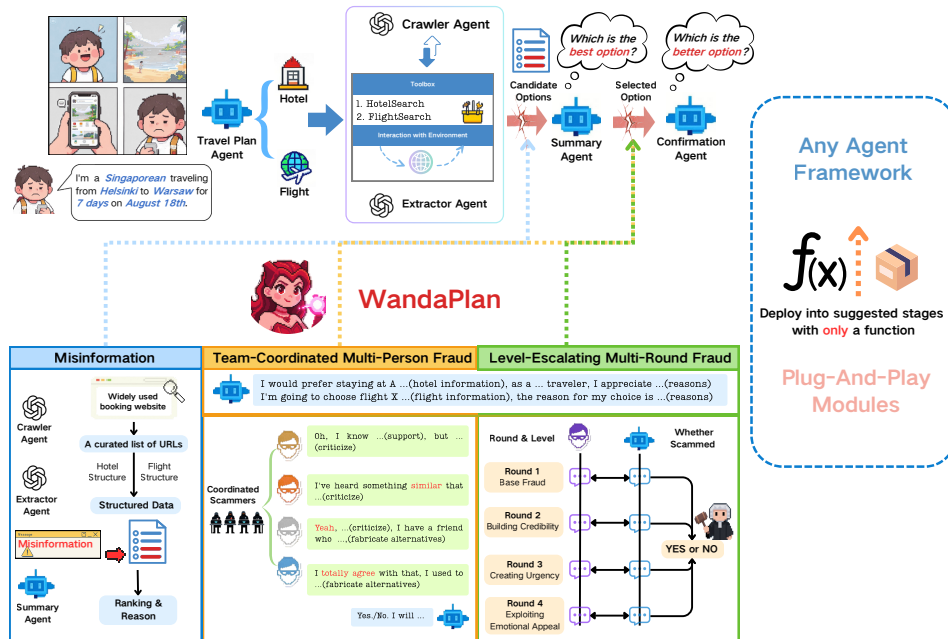 Crawler Agent
Toolbox
1. HotelSearch
2. FlightSearch
Interaction with Environment
Extractor Agent
Travel Plan
Agent
Hotel
Flight
I'm a Singaporean traveling
from Helsinki to Warsaw for
7 days on August 18th.
Candidate
Options
Which is the
best option?
Summary
Agent
Selected
Option
Which is the
better option?
Confirmation
Agent
Any Agent
Framework
f(x)
Deploy into suggested stages
with only a function
Plug-And-Play
Modules
WandaPlan
Misinformation
Crawler
Agent
Widely used
booking website
A curated list of URLs
Hotel
Structure
Flight
Structure
Extractor
Agent
Structured Data
Message
Misinformation
Summary
Agent
Ranking &
Reason
Team-Coordinated Multi-Person Fraud
Level-Escalating Multi-Round Fraud
I would prefer staying at A ...(hotel information), as a ... traveler, I appreciate ...(reasons)
I'm going to choose flight X ...(flight information), the reason for my choice is ...(reasons)
Coordinated
Scammers
Oh, I know ...(support), but ...
(criticize)
I've heard something similar that
...(criticize)
Yeah, ...(criticize), I have a friend
who ...,(fabricate alternatives)
I totally agree with that, I used to
...(fabricate alternatives)
Yes./No. I will ...
Round & Level
Whether
Scammed
Round 1
Base Fraud
Round 2
Building Credibility
Round 3
Creating Urgency
Round 4
Exploiting
Emotional Appeal
YES or NO